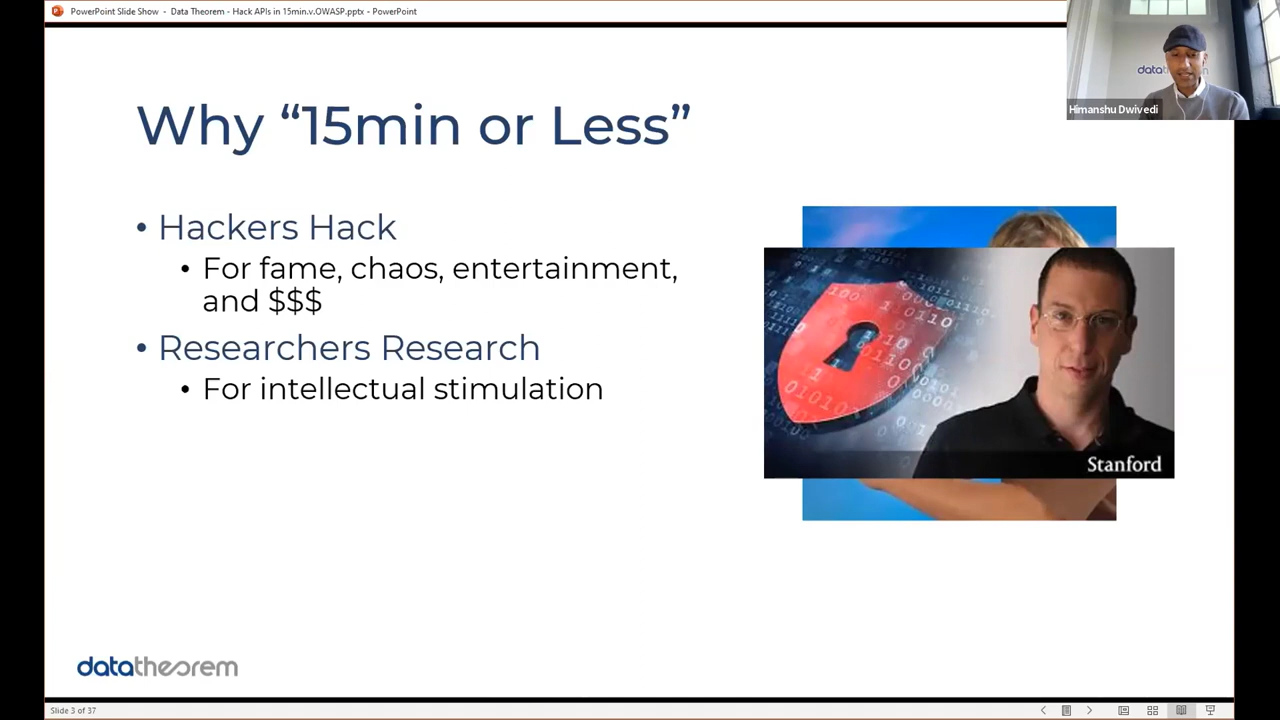 PowerPoint Slide Show - Data Theorem - Hack APIs in 15min.v.OWASP.pptx - PowerPoint
Himanshu Dwivedi
Why “15min or Less”
• Hackers Hack
• For fame, chaos, entertainment,
and $$$
• Researchers Research
• For intellectual stimulation
Stanford
datatheorem
Slide 3 of 37